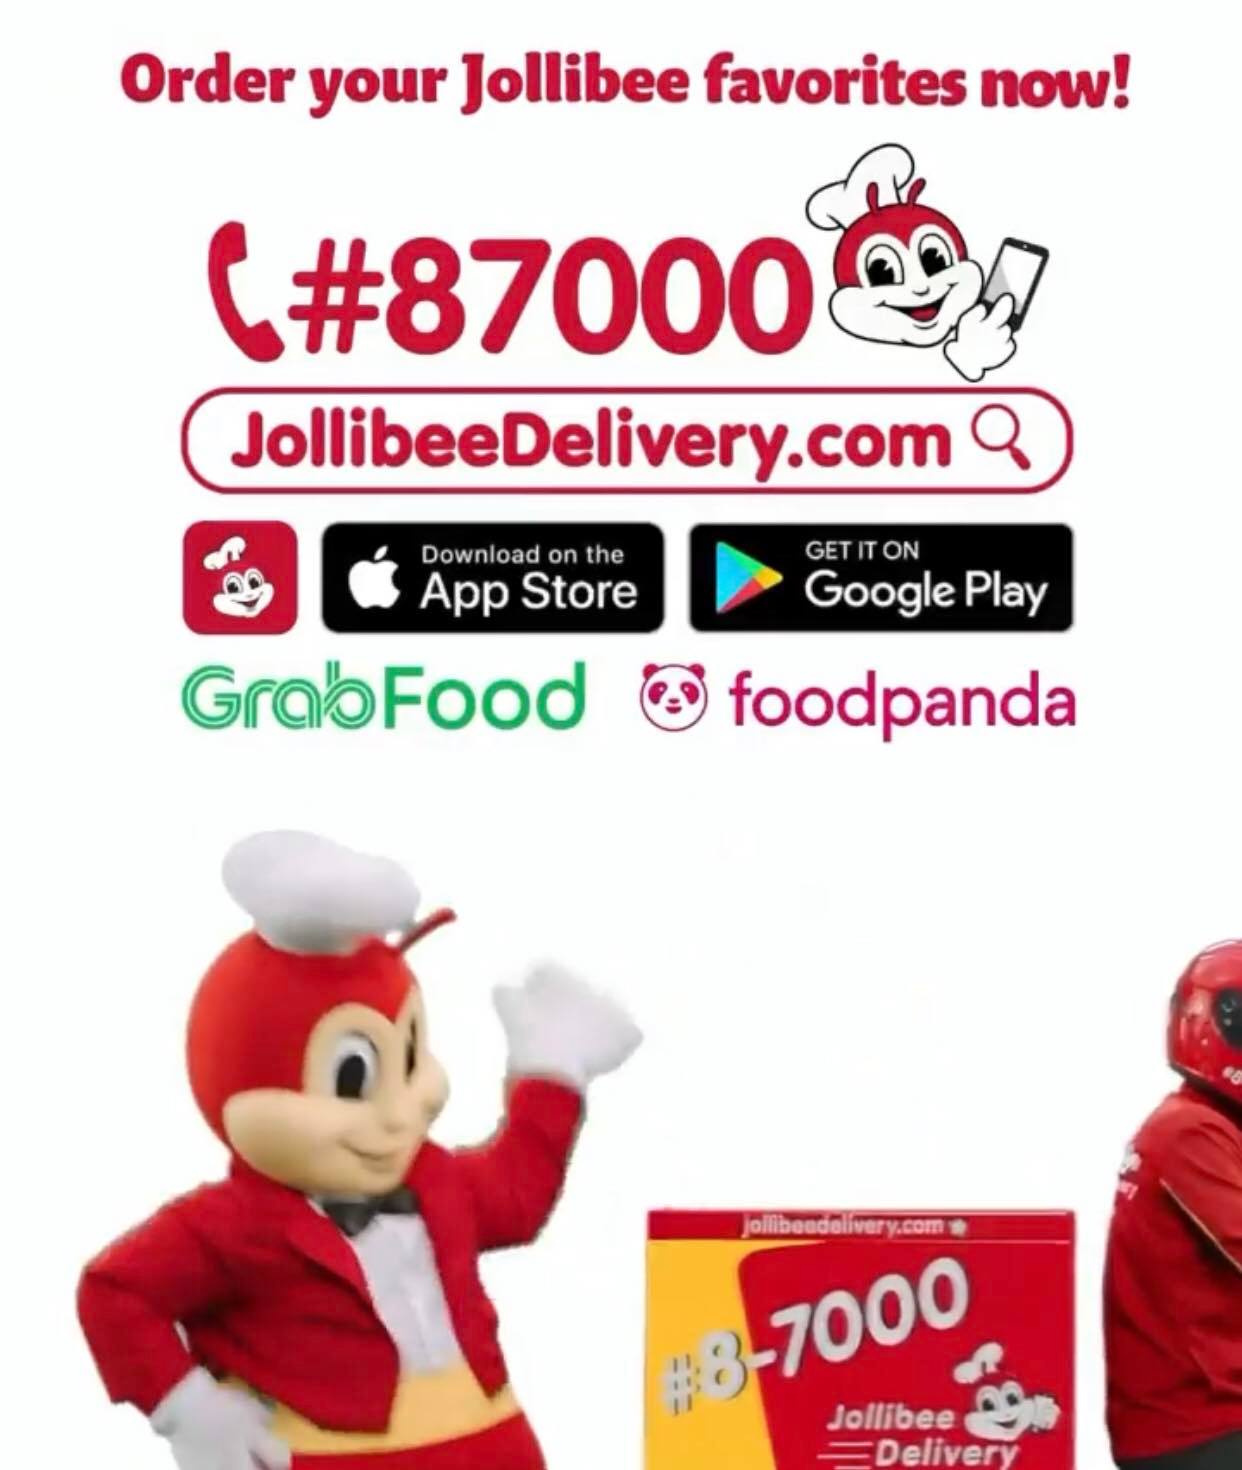 Order your Jollibee favorites now!
#87000
JollibeeDelivery.com
Download on the
App Store
GET IT ON
Google Play
GrabFood
foodpanda
jollibeedelivery.com
#8-7000
Jollibee
Delivery